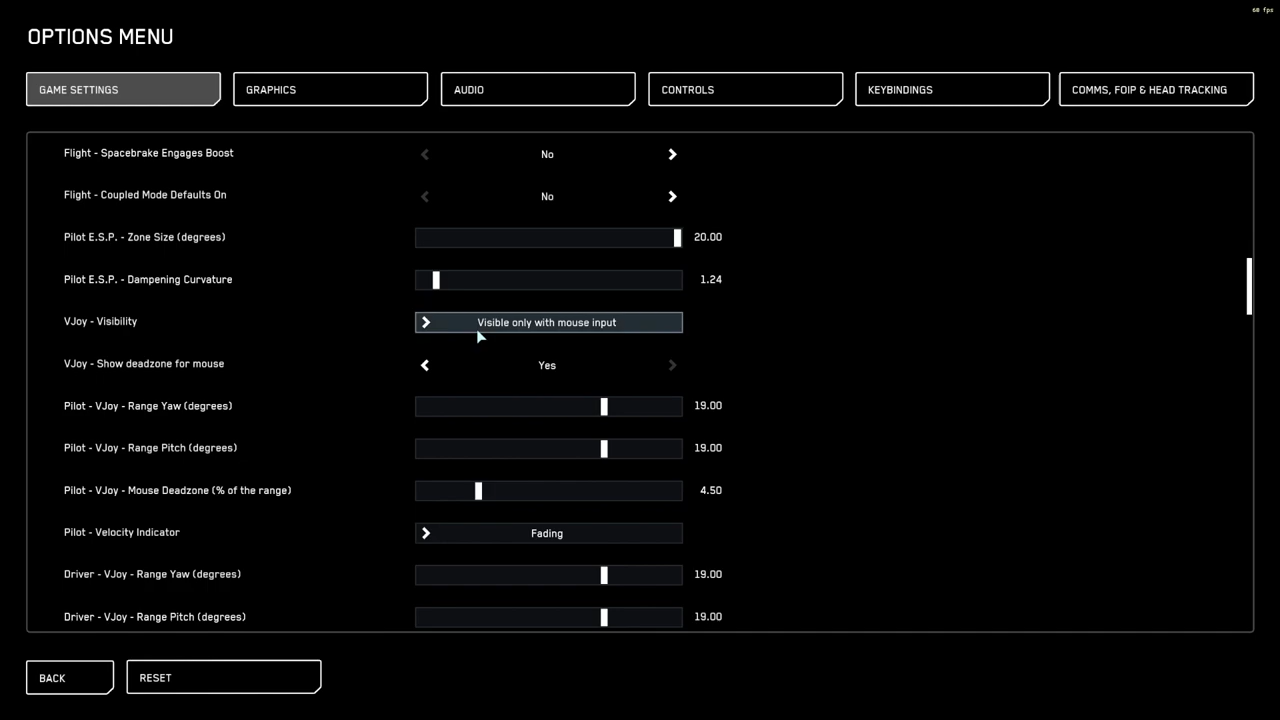 60 fps
OPTIONS MENU
GAME SETTINGS GRAPHICS AUDIO CONTROLS KEYBINDINGS COMMS, FOIP & HEAD TRACKING
Flight - Spacebrake Engages Boost No
Flight - Coupled Mode Defaults On No
Pilot E.S.P. - Zone Size (degrees) 20.00
Pilot E.S.P. - Dampening Curvature 1.24
VJoy - Visibility Visible only with mouse input
VJoy - Show deadzone for mouse Yes
Pilot - VJoy - Range Yaw (degrees) 19.00
Pilot - VJoy - Range Pitch (degrees) 19.00
Pilot - VJoy - Mouse Deadzone (% of the range) 4.50
Pilot - Velocity Indicator Fading
Driver - VJoy - Range Yaw (degrees) 19.00
Driver - VJoy - Range Pitch (degrees) 19.00
BACK RESET